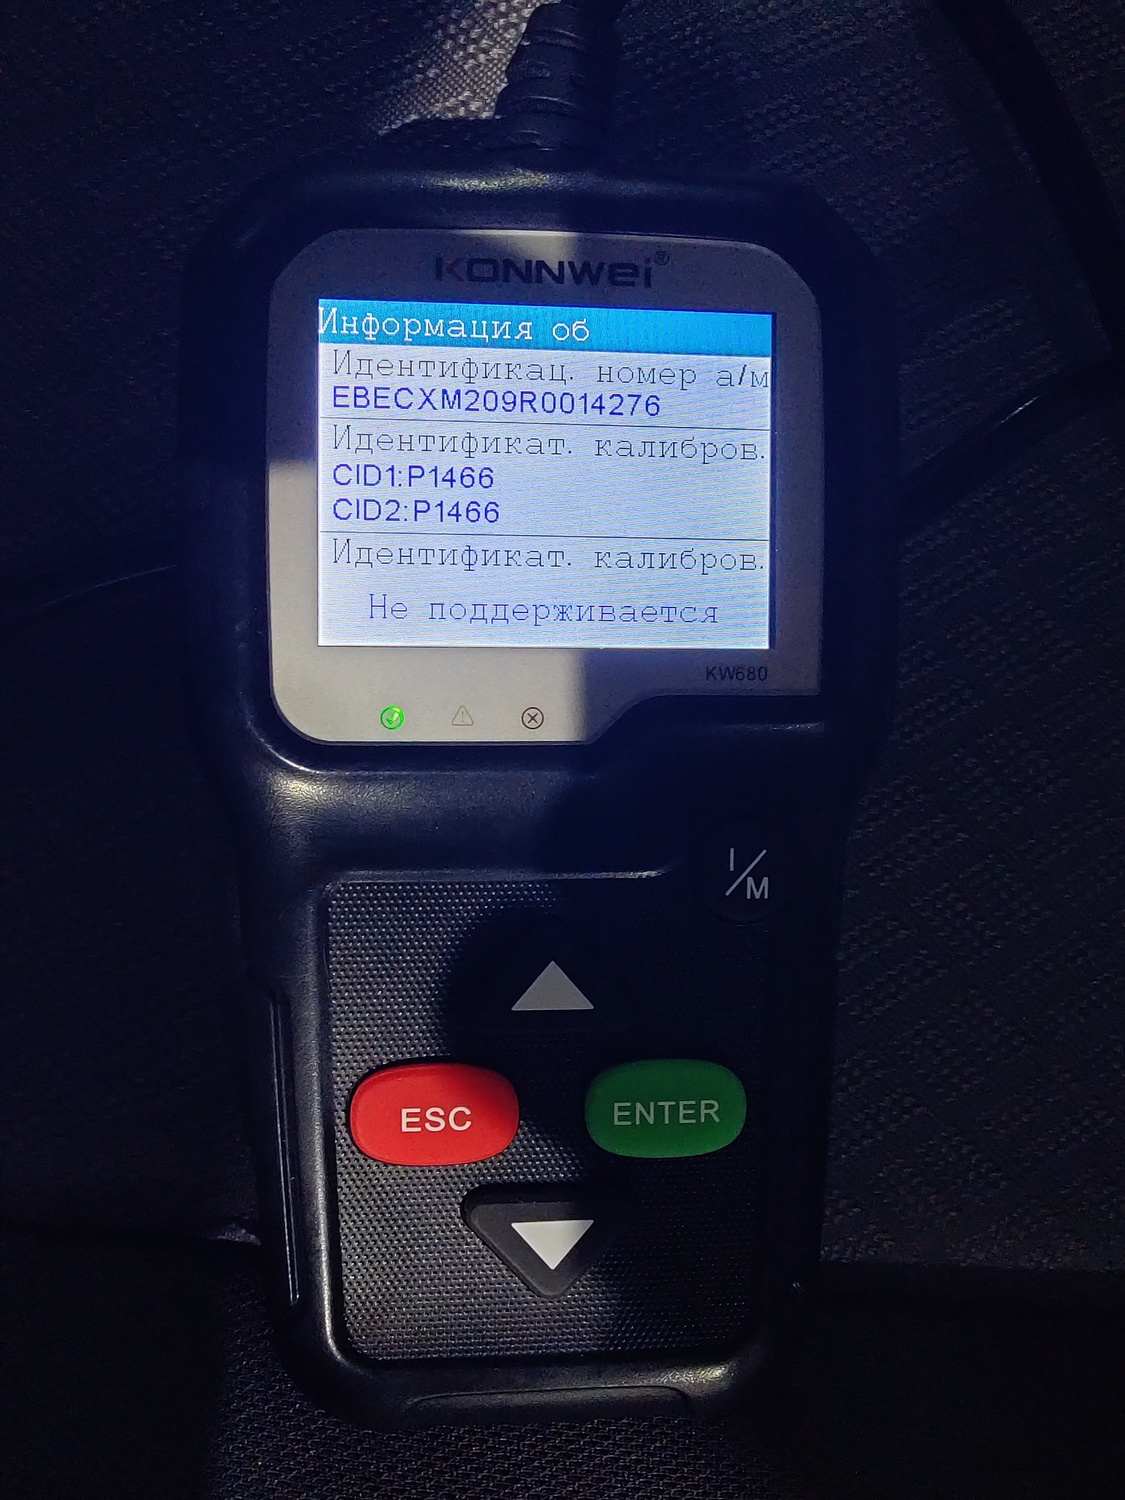 KONNWEI®
Информация об
Идентификац. номер а/м
EBECXM209R0014276
Идентификат. калибров.
CID1:P1466
CID2:P1466
Идентификат. калибров.
Не поддерживается
KW680
I/M
ESC
ENTER